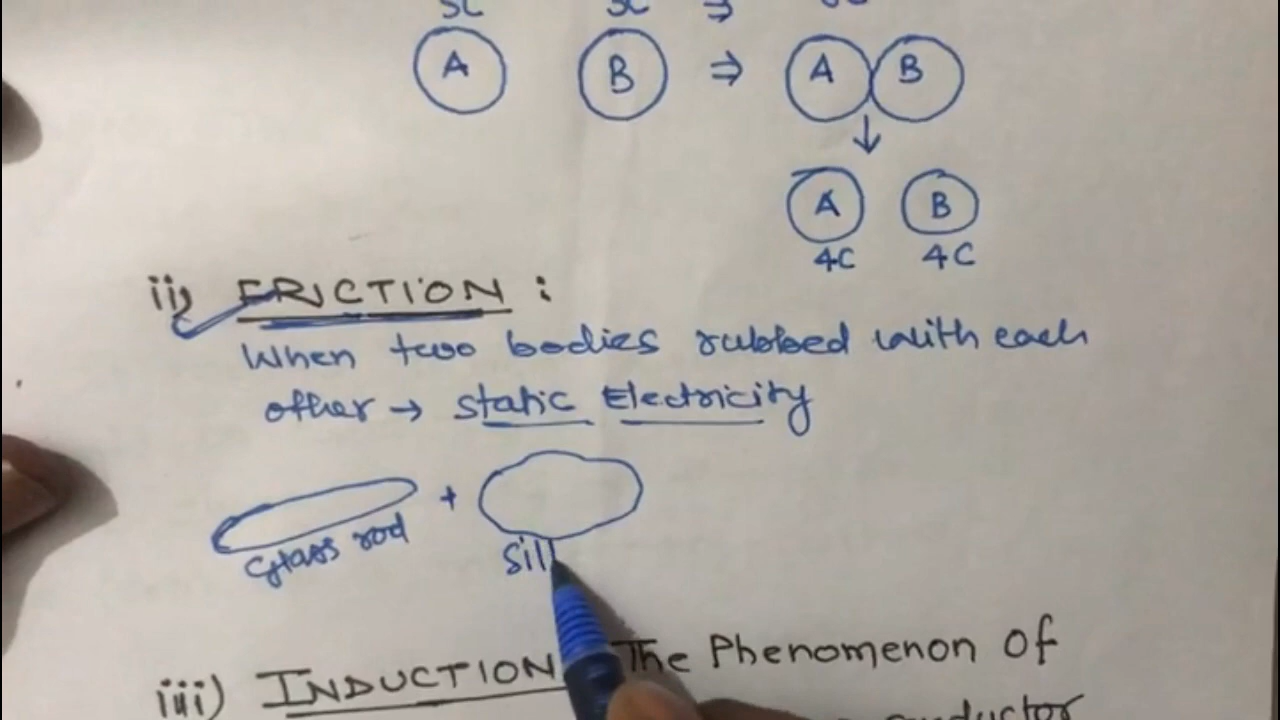 A B ⇒ A B
↓
A B
4C 4C
ii) FRICTION :
When two bodies rubbed with each
other → static Electricity
+
Glass rod
Sil
iii) INDUCTION The Phenomenon of